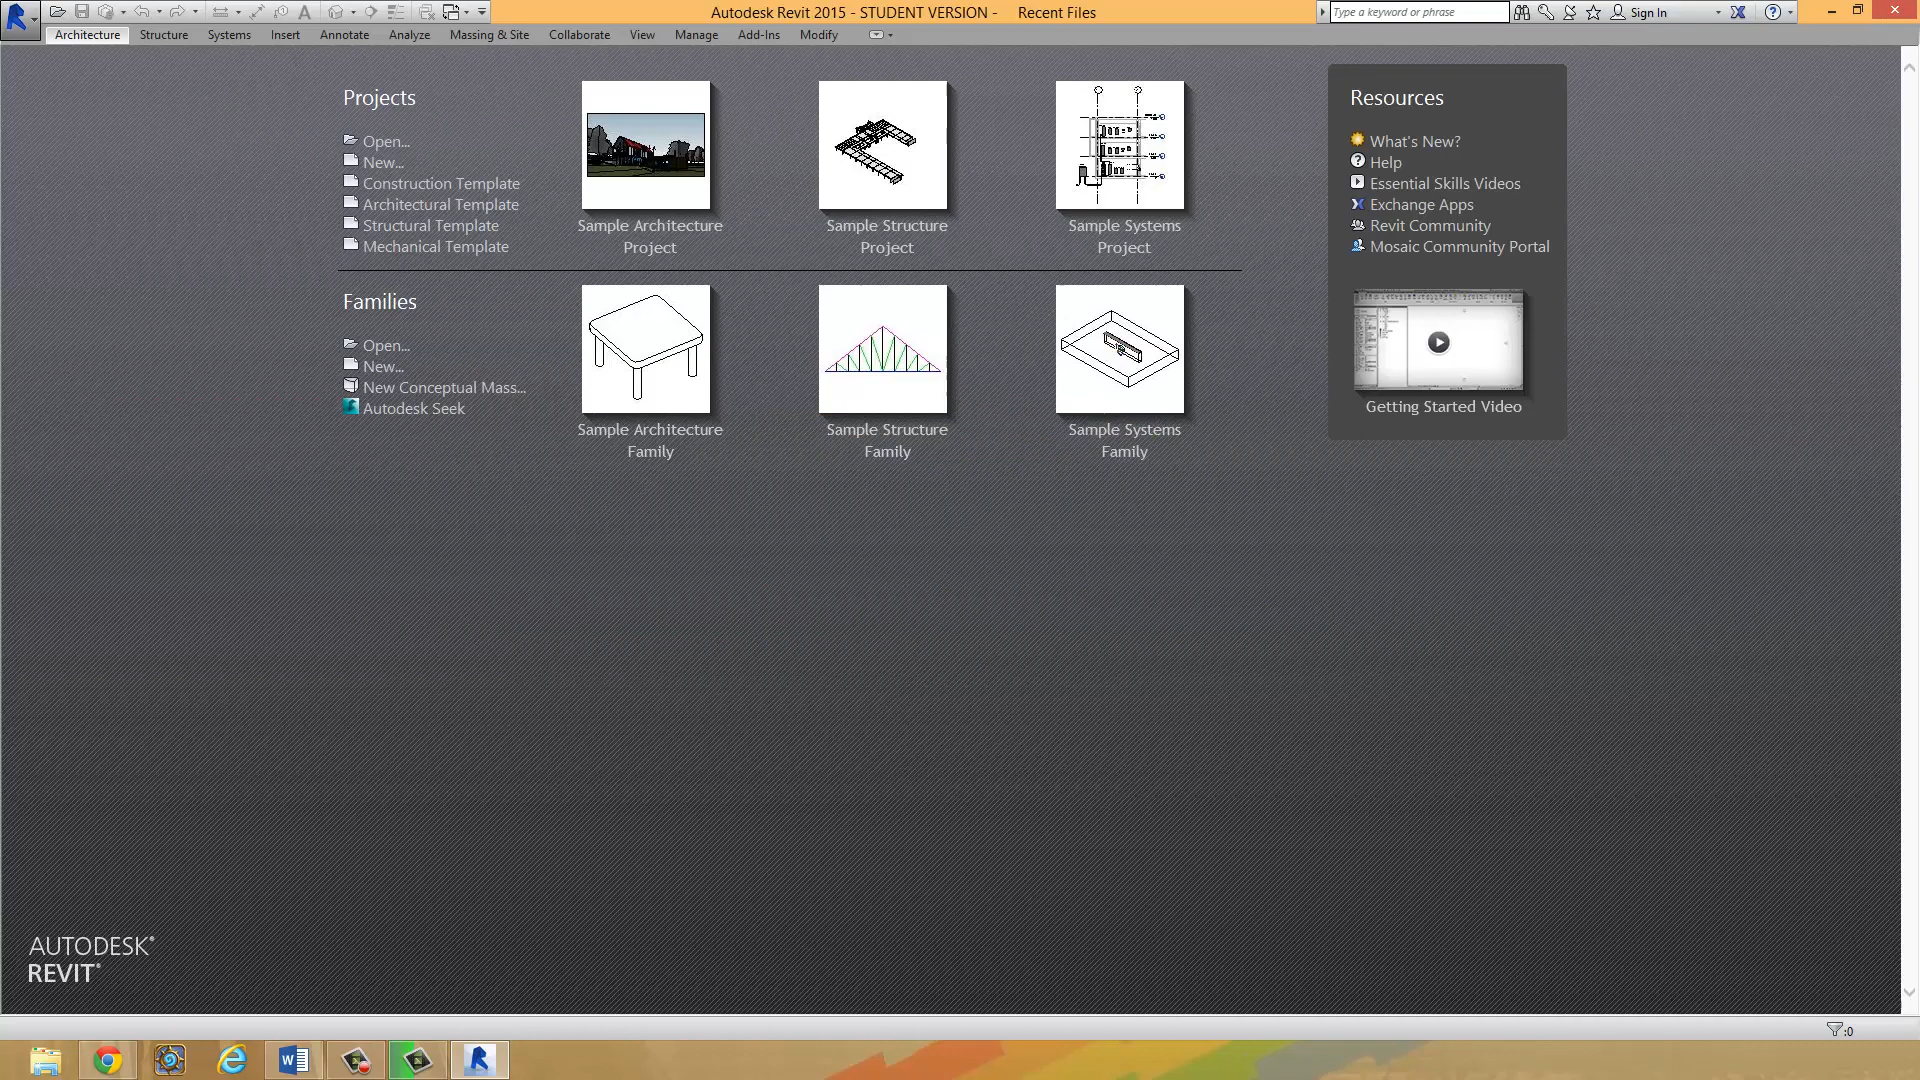 Autodesk Revit 2015 - STUDENT VERSION - Recent Files
Type a keyword or phrase
Sign In
Architecture Structure Systems Insert Annotate Analyze Massing & Site Collaborate View Manage Add-Ins Modify
Projects
Open...
New...
Construction Template
Architectural Template
Structural Template
Mechanical Template
Sample Architecture
Project
Sample Structure
Project
Sample Systems
Project
Families
Open...
New...
New Conceptual Mass...
Autodesk Seek
Sample Architecture
Family
Sample Structure
Family
Sample Systems
Family
Resources
What's New?
Help
Essential Skills Videos
Exchange Apps
Revit Community
Mosaic Community Portal
Getting Started Video
AUTODESK®
REVIT®
:0